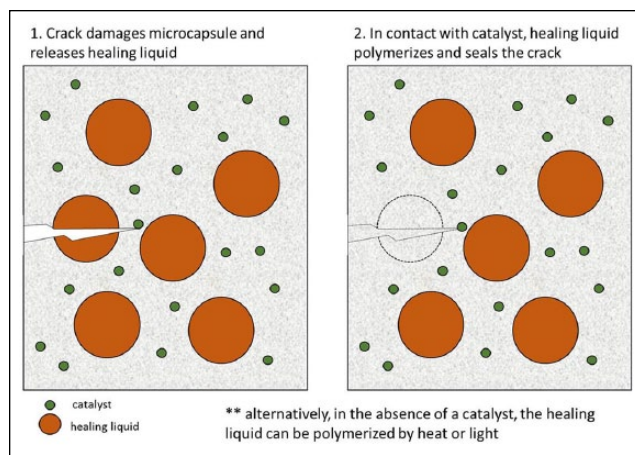 1. Crack damages microcapsule and
releases healing liquid
2. In contact with catalyst, healing liquid
polymerizes and seals the crack
catalyst
healing liquid
** alternatively, in the absence of a catalyst, the healing
liquid can be polymerized by heat or light